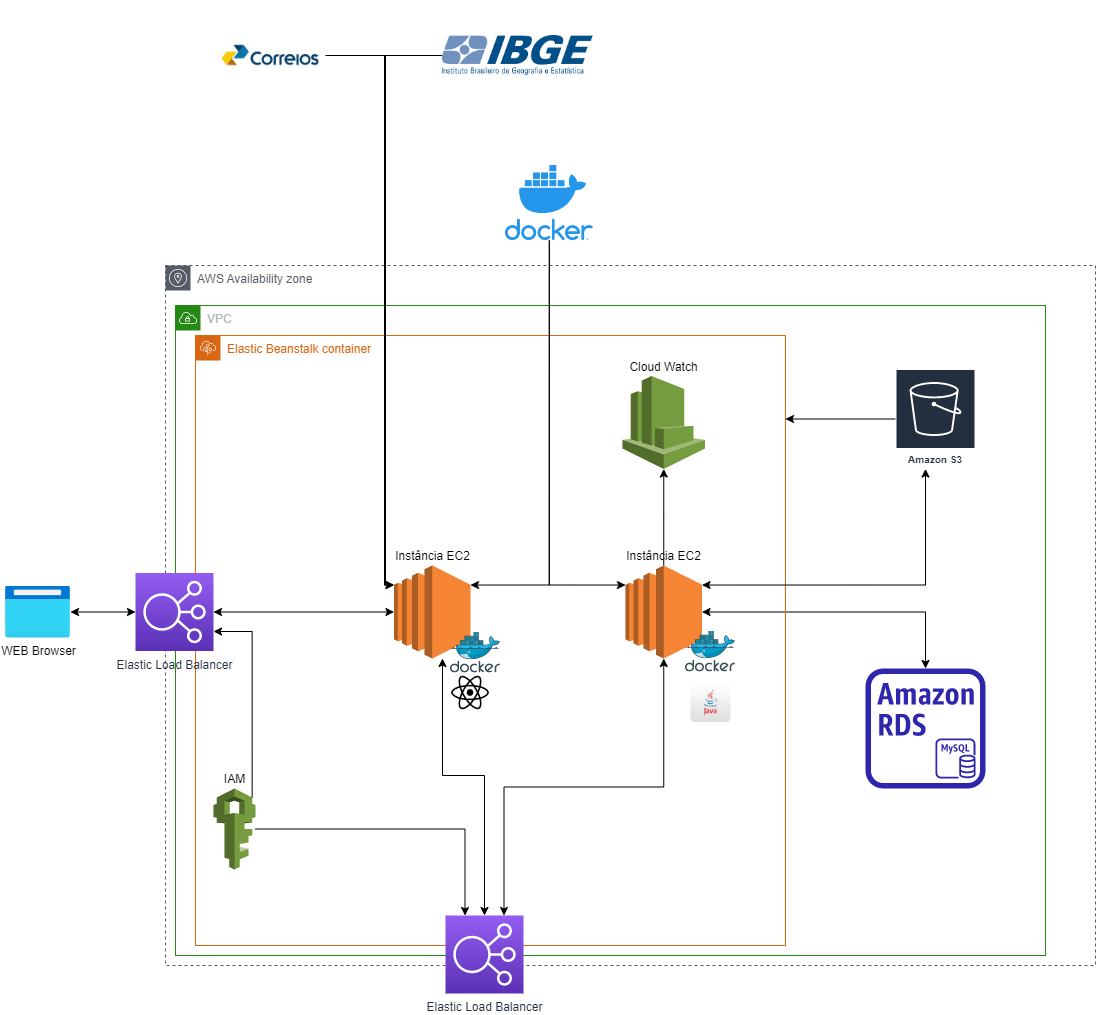 Correios
IBGE
Instituto Brasileiro de Geografia e Estatística
docker
AWS Availability zone
VPC
Elastic Beanstalk container
Cloud Watch
Amazon S3
Instância EC2
Instância EC2
WEB Browser
Elastic Load Balancer
docker
docker
Java
Amazon
RDS
MySQL
IAM
Elastic Load Balancer